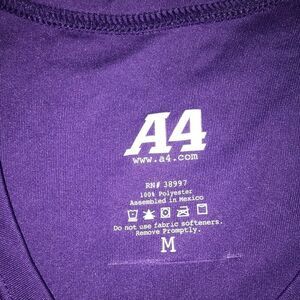 A4
www.a4.com
RN# 38997
100% Polyester
Assembled in Mexico
Do not use fabric softeners.
Remove Promptly.
M